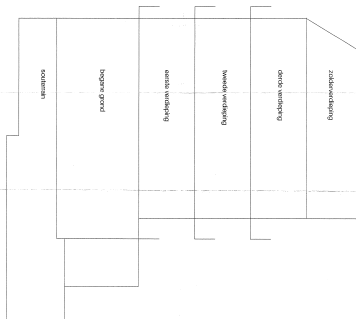 souterrain
begane grond
eerste verdieping
tweede verdieping
derde verdieping
zolderverdieping